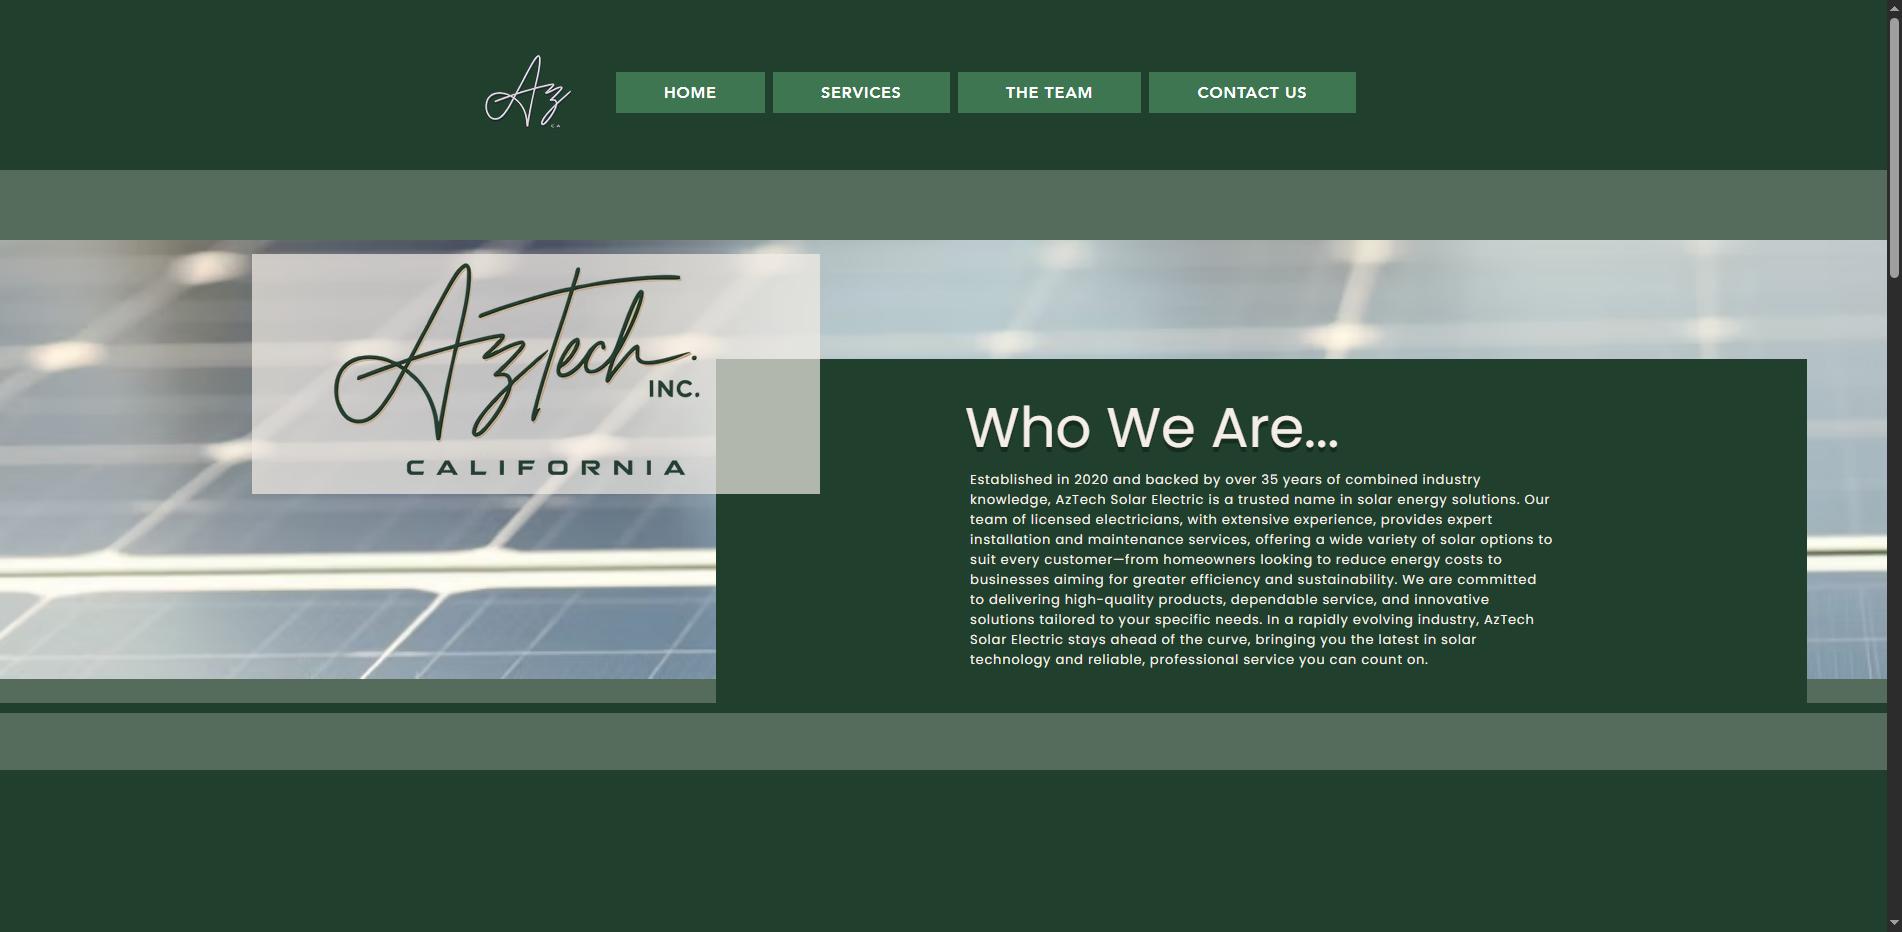 Az
CA
HOME
SERVICES
THE TEAM
CONTACT US
AzTech.
INC.
CALIFORNIA
Who We Are...
Established in 2020 and backed by over 35 years of combined industry
knowledge, AzTech Solar Electric is a trusted name in solar energy solutions. Our
team of licensed electricians, with extensive experience, provides expert
installation and maintenance services, offering a wide variety of solar options to
suit every customer—from homeowners looking to reduce energy costs to
businesses aiming for greater efficiency and sustainability. We are committed
to delivering high-quality products, dependable service, and innovative
solutions tailored to your specific needs. In a rapidly evolving industry, AzTech
Solar Electric stays ahead of the curve, bringing you the latest in solar
technology and reliable, professional service you can count on.